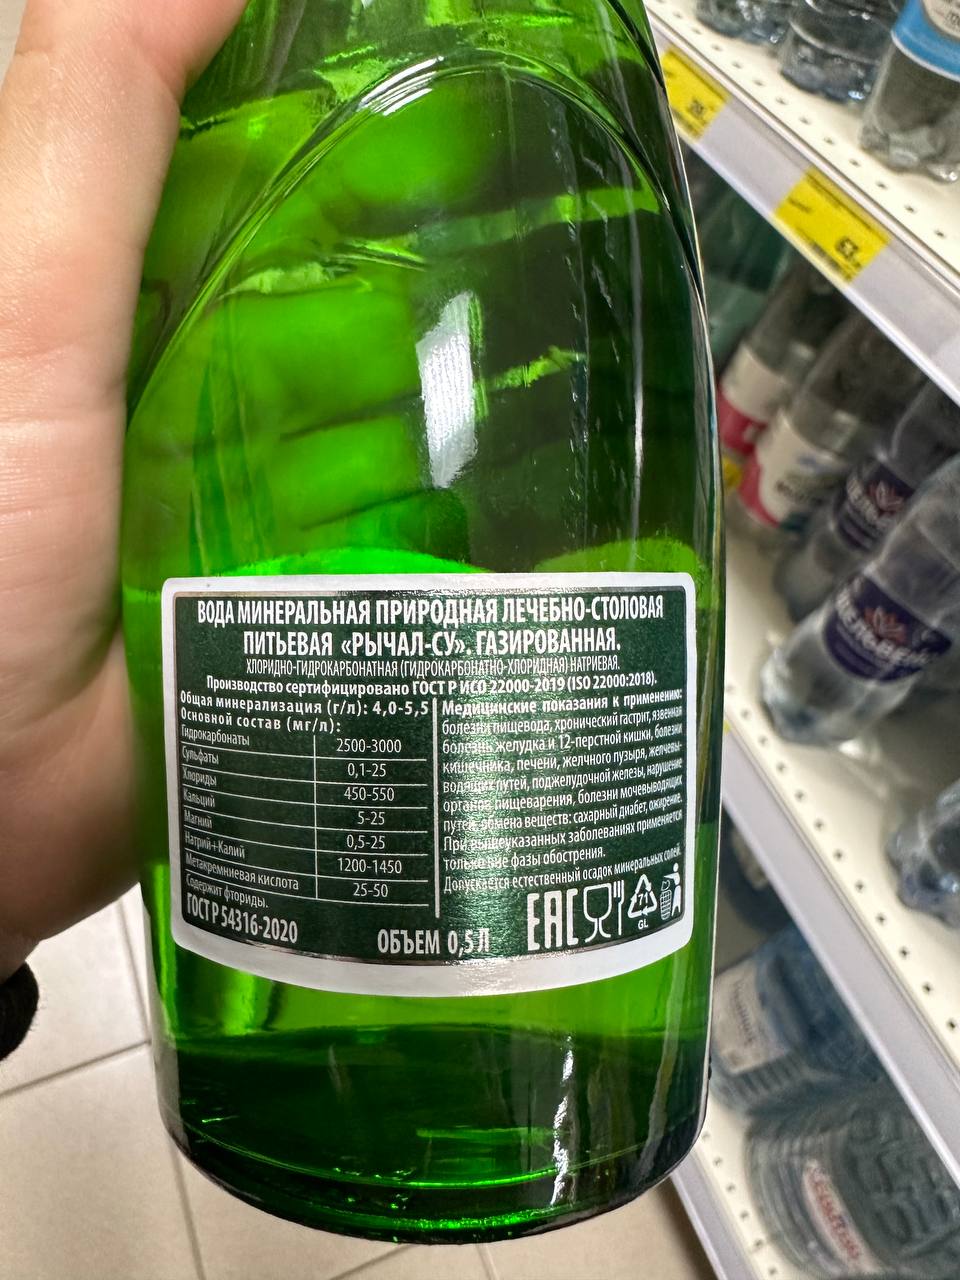 ВОДА МИНЕРАЛЬНАЯ ПРИРОДНАЯ ЛЕЧЕБНО-СТОЛОВАЯ
ПИТЬЕВАЯ «РЫЧАЛ-СУ». ГАЗИРОВАННАЯ.
ХЛОРИДНО-ГИДРОКАРБОНАТНАЯ (ГИДРОКАРБОНАТНО-ХЛОРИДНАЯ) НАТРИЕВАЯ.
Производство сертифицировано ГОСТ Р ИСО 22000-2019 (ISO 22000:2018).
Общая минерализация (г/л): 4,0-5,5
Основной состав (мг/л):
Гидрокарбонаты 2500-3000
Сульфаты 0,1-25
Хлориды 450-550
Кальций 5-25
Магний 0,5-25
Натрий+Калий 1200-1450
Метакремниевая кислота 25-50
Содержит фториды.
ГОСТ Р 54316-2020
Медицинские показания к применению:
болезни пищевода, хронический гастрит, язвенная
болезнь желудка и 12-перстной кишки, болезни
кишечника, печени, желчного пузыря, желчевы-
водящих путей, поджелудочной железы, нарушение
органов пищеварения, болезни мочевыводящих
путей, обмена веществ: сахарный диабет, ожирение.
При вышеуказанных заболеваниях применяется
только вне фазы обострения.
Допускается естественный осадок минеральных солей.
ОБЪЕМ 0,5 Л
EAC
71
GL
63